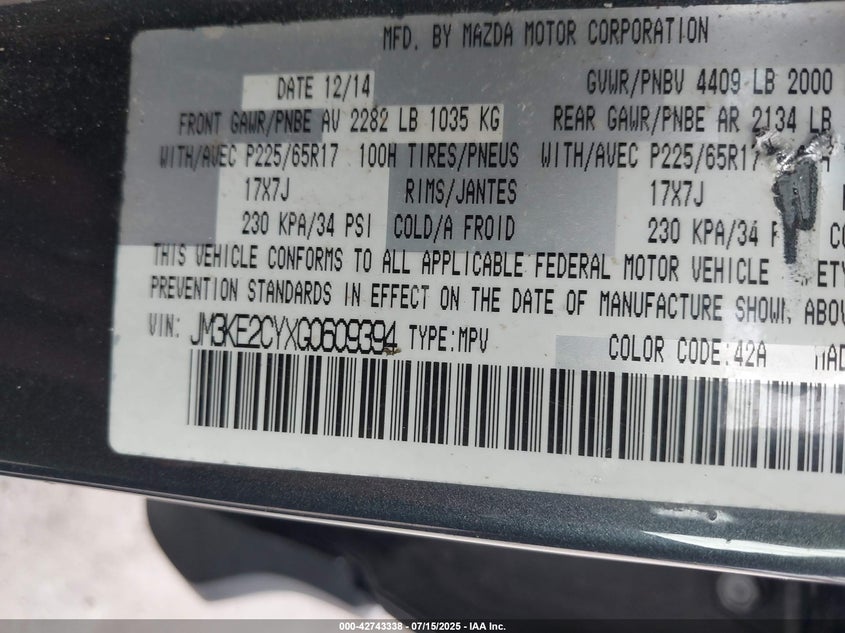 MFD. BY MAZDA MOTOR CORPORATION
DATE 12/14 GVWR/PNBV 4409 LB 2000
FRONT GAWR/PNBE AV 2282 LB 1035 KG REAR GAWR/PNBE AR 2134 LB
WITH/AVEC P225/65R17 100H TIRES/PNEUS WITH/AVEC P225/65R17
17X7J RIMS/JANTES 17X7J
230 KPA/34 PSI COLD/A FROID 230 KPA/34
THIS VEHICLE CONFORMS TO ALL APPLICABLE FEDERAL MOTOR VEHICLE
PREVENTION STANDARDS IN EFFECT ON THE DATE OF MANUFACTURE SHOWN, ABOV
VIN: JM3KE2CYXG0609394 TYPE:MPV COLOR CODE:42A MAD
000-42743338 - 07/15/2025 - IAA Inc.